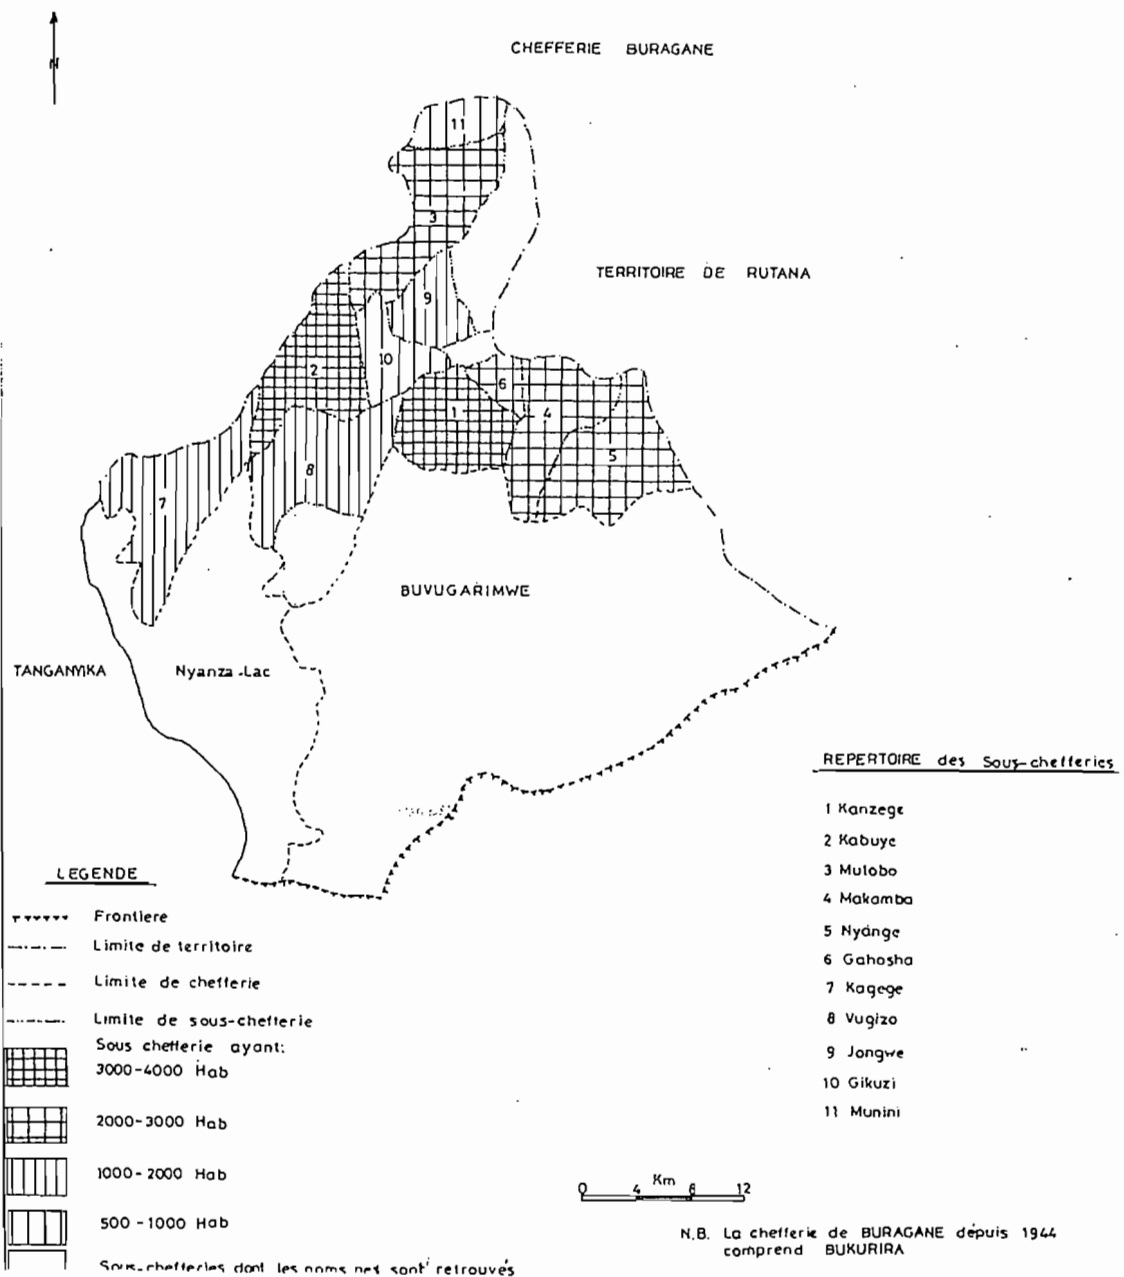 N
CHEFFERIE BURAGANE
11
3
TERRITOIRE DE RUTANA
9
10
2
6
1
4
5
8
7
BUVUGARIMWE
TANGANYIKA
Nyanza-Lac
REPERTOIRE des Sous-chefferies
1 Kanzege
2 Kabuye
3 Mutobo
4 Makamba
5 Nyange
6 Gahosha
7 Kagege
8 Vugizo
9 Jongwe
10 Gikuzi
11 Munini
LEGENDE
Frontiere
Limite de territoire
Limite de chefferie
Limite de sous-chefferie
Sous chefferie ayant:
3000-4000 Hab
2000-3000 Hab
1000-2000 Hab
500-1000 Hab
Sous-chefferies dont les noms nes sont retrouvés
Km
0 4 8 12
N.B. La chefferie de BURAGANE dépuis 1944
comprend BUKURIRA